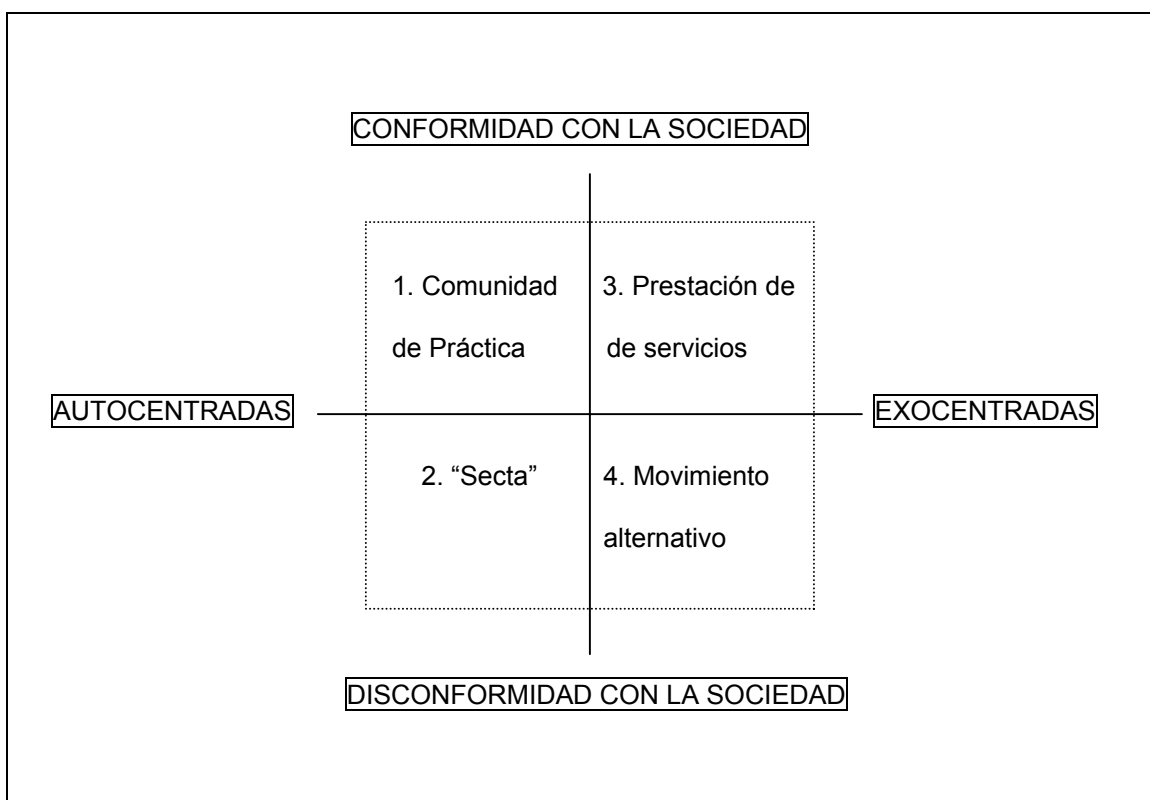 CONFORMIDAD CON LA SOCIEDAD
1. Comunidad
de Práctica
3. Prestación de
de servicios
AUTOCENTRADAS
EXOCENTRADAS
2. “Secta”
4. Movimiento
alternativo
DISCONFORMIDAD CON LA SOCIEDAD